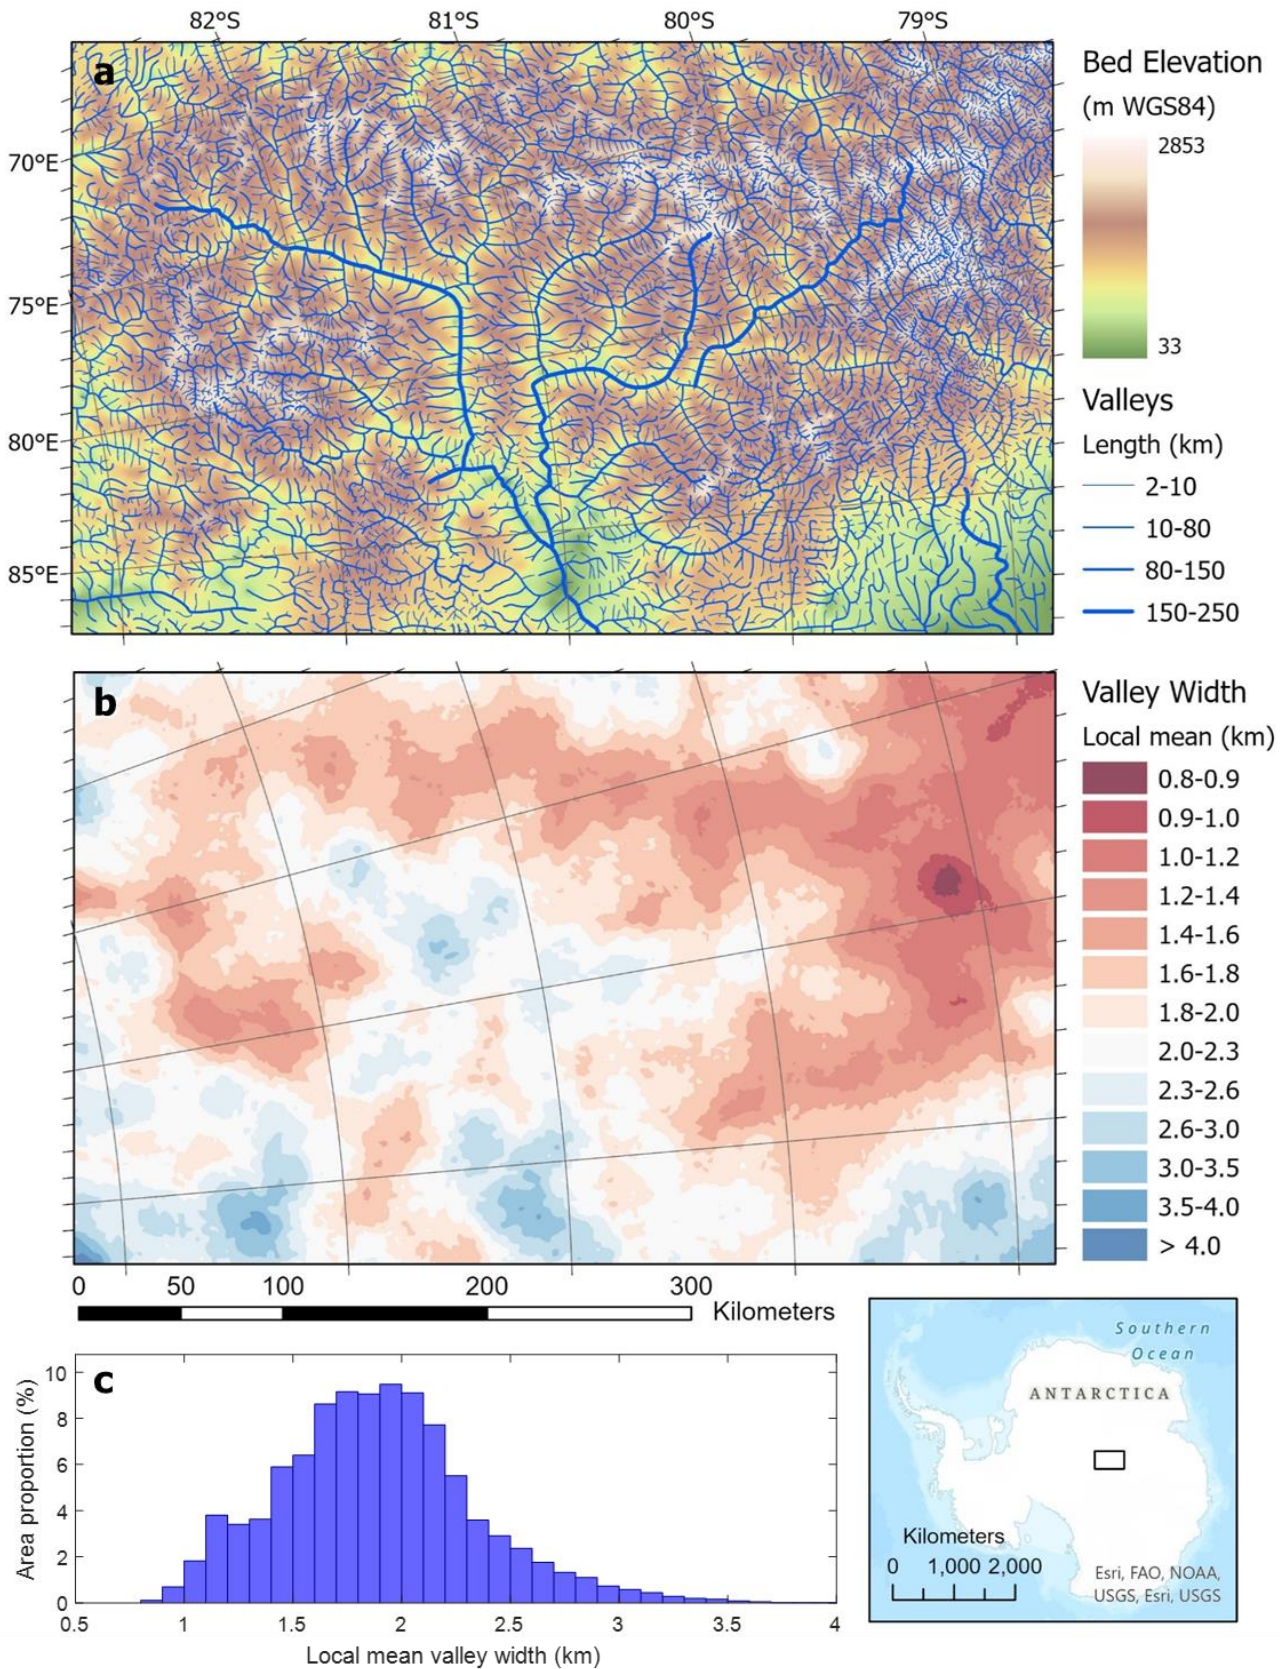 82°S 81°S 80°S 79°S
a
70°E
75°E
80°E
85°E
Bed Elevation
(m WGS84)
2853
33
Valleys
Length (km)
2-10
10-80
80-150
150-250
b
Valley Width
Local mean (km)
0.8-0.9
0.9-1.0
1.0-1.2
1.2-1.4
1.4-1.6
1.6-1.8
1.8-2.0
2.0-2.3
2.3-2.6
2.6-3.0
3.0-3.5
3.5-4.0
> 4.0
0 50 100 200 300
Kilometers
c
Area proportion (%)
10
8
6
4
2
0
0.5 1 1.5 2 2.5 3 3.5 4
Local mean valley width (km)
Southern
Ocean
ANTARCTICA
Kilometers
0 1,000 2,000
Esri, FAO, NOAA,
USGS, Esri, USGS